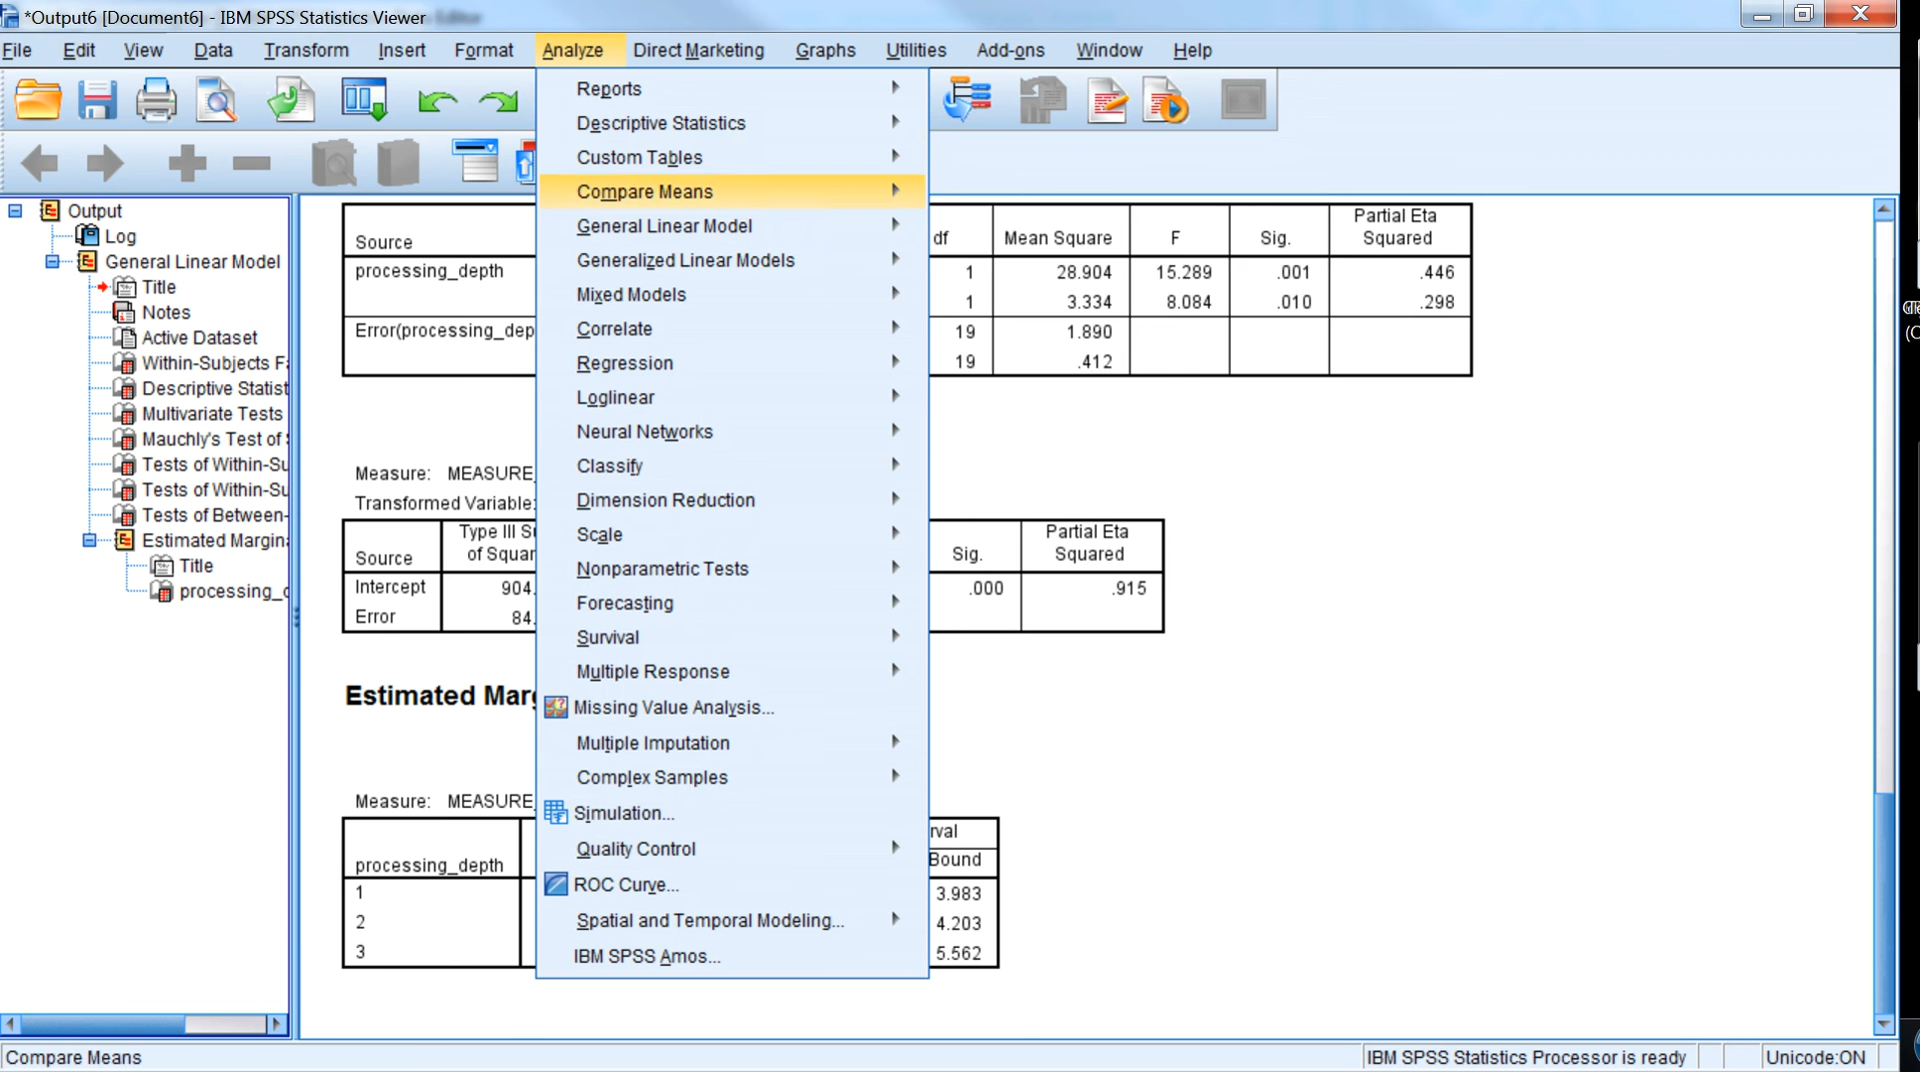 *Output6 [Document6] - IBM SPSS Statistics Viewer
File Edit View Data Transform Insert Format Analyze Direct Marketing Graphs Utilities Add-ons Window Help
Reports
Descriptive Statistics
Custom Tables
Compare Means
General Linear Model
Generalized Linear Models
Mixed Models
Correlate
Regression
Loglinear
Neural Networks
Classify
Dimension Reduction
Scale
Nonparametric Tests
Forecasting
Survival
Multiple Response
Missing Value Analysis...
Multiple Imputation
Complex Samples
Simulation...
Quality Control
ROC Curve...
Spatial and Temporal Modeling...
IBM SPSS Amos...
Output
Log
General Linear Model
Title
Notes
Active Dataset
Within-Subjects Fa
Descriptive Statist
Multivariate Tests
Mauchly's Test of S
Tests of Within-Su
Tests of Within-Su
Tests of Between-
Estimated Margina
Title
processing_d
Source df Mean Square F Sig. Partial Eta Squared
processing_depth 1 28.904 15.289 .001 .446
1 3.334 8.084 .010 .298
Error(processing_dep 19 1.890
19 .412
Measure: MEASURE_
Transformed Variable:
Source Type III Su of Squar Sig. Partial Eta Squared
Intercept 904. .000 .915
Error 84.
Estimated Marg
Measure: MEASURE_
rval
processing_depth Bound
1 3.983
2 4.203
3 5.562
Compare Means IBM SPSS Statistics Processor is ready Unicode:ON